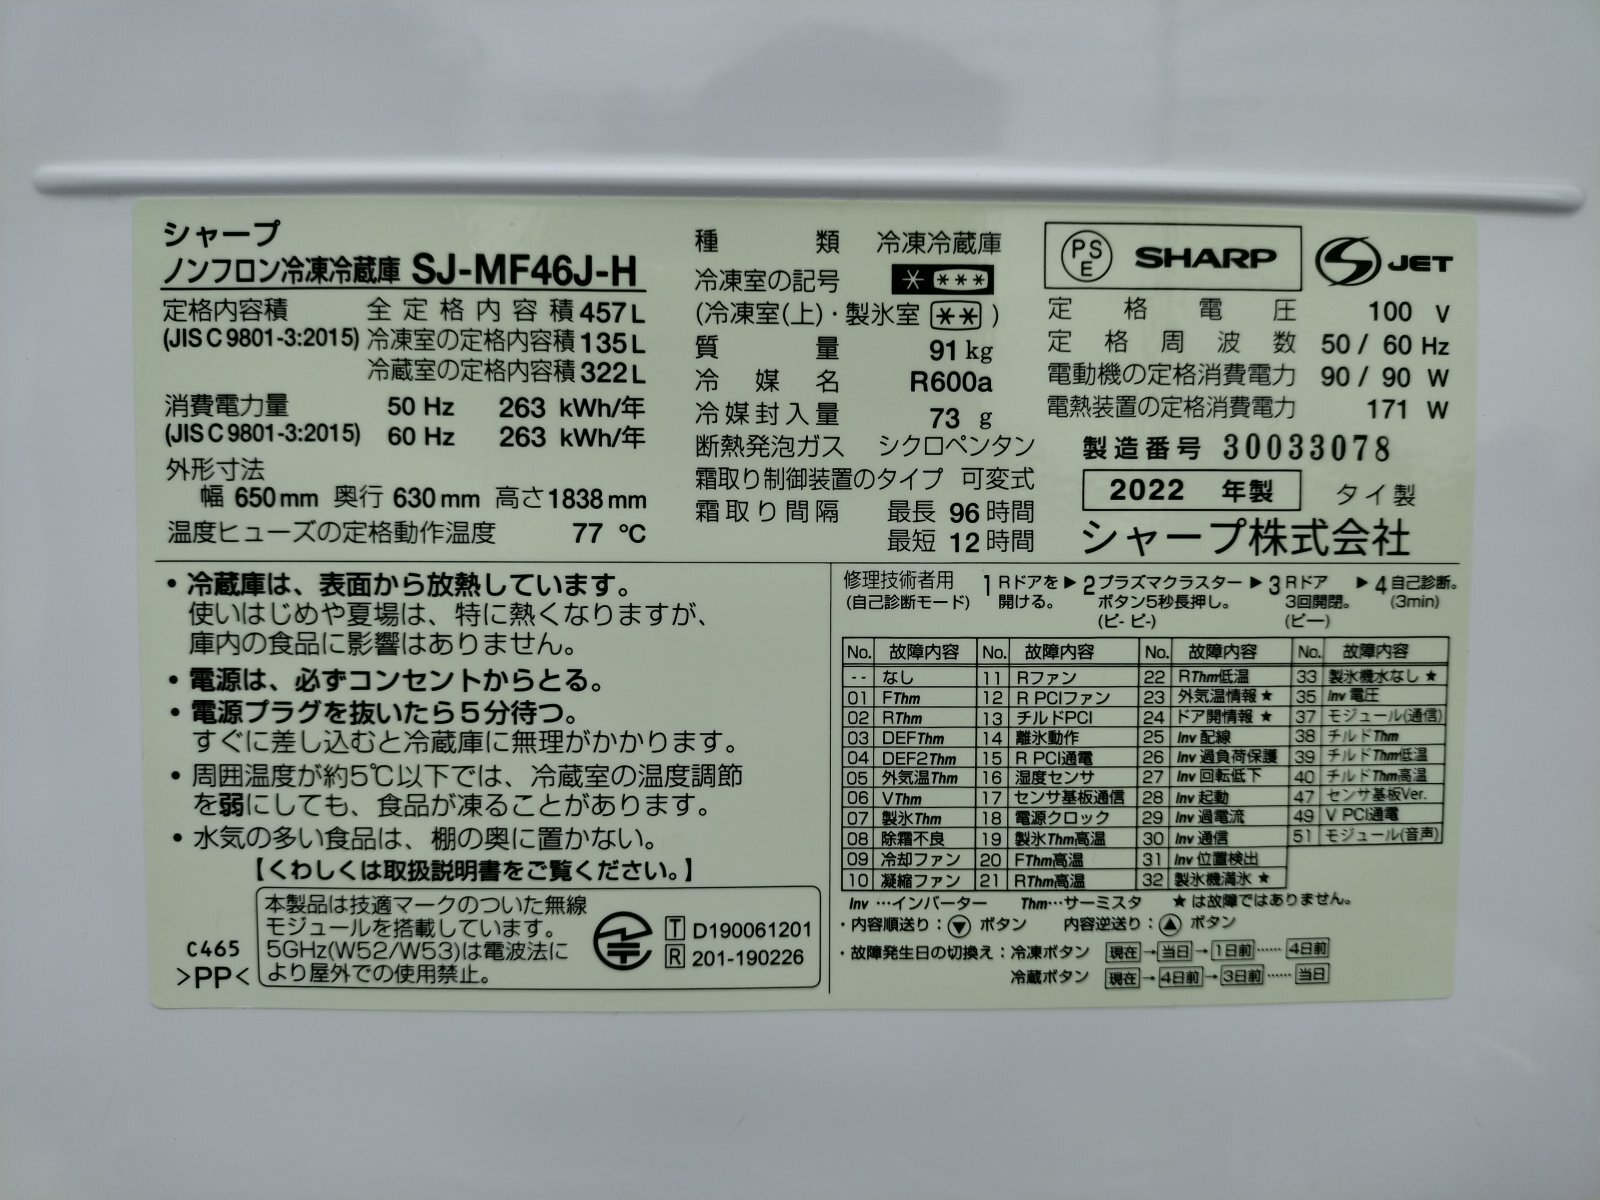 シャープ
ノンフロン冷凍冷蔵庫 SJ-MF46J-H
定格内容積 全定格内容積 457L
(JIS C 9801-3:2015) 冷凍室の定格内容積 135L
冷蔵室の定格内容積 322L
消費電力量 50 Hz 263 kWh/年
(JIS C 9801-3:2015) 60 Hz 263 kWh/年
外形寸法
幅 650mm 奥行 630mm 高さ1838mm
温度ヒューズの定格動作温度 77 ℃
種類 冷凍冷蔵庫
冷凍室の記号 * ***
(冷凍室(上)・製氷室 ** )
質量 91 kg
冷媒名 R600a
冷媒封入量 73 g
断熱発泡ガス シクロペンタン
霜取り制御装置のタイプ 可変式
霜取り間隔 最長 96 時間
最短 12 時間
PSE SHARP S JET
定格電圧 100 V
定格周波数 50 / 60 Hz
電動機の定格消費電力 90 / 90 W
電熱装置の定格消費電力 171 W
製造番号 30033078
2022 年製 タイ製
シャープ株式会社
・冷蔵庫は、表面から放熱しています。
使いはじめや夏場は、特に熱くなりますが、
庫内の食品に影響はありません。
・電源は、必ずコンセントからとる。
・電源プラグを抜いたら5分待つ。
すぐに差し込むと冷蔵庫に無理がかかります。
・周囲温度が約5℃以下では、冷蔵室の温度調節
を弱にしても、食品が凍ることがあります。
・水気の多い食品は、棚の奥に置かない。
【くわしくは取扱説明書をご覧ください。】
C465
>PP<
本製品は技適マークのついた無線
モジュールを搭載しています。
5GHz(W52/W53)は電波法に
より屋外での使用禁止。
T D190061201
R 201-190226
修理技術者用 1 Rドアを ▶ 2 プラズマクラスター ▶ 3 Rドア ▶ 4 自己診断。
(自己診断モード) 開ける。 ボタン5秒長押し。 3回開閉。 (3min)
(ピ- ピ-) (ピー)
No. 故障内容 No. 故障内容 No. 故障内容 No. 故障内容
-- なし 11 Rファン 22 RThm低温 33 製氷機水なし ★
01 FThm 12 R PCIファン 23 外気温情報 ★ 35 Inv 電圧
02 RThm 13 チルドPCI 24 ドア開情報 ★ 37 モジュール(通信)
03 DEFThm 14 離氷動作 25 Inv 配線 38 チルドThm
04 DEF2Thm 15 R PCI通電 26 Inv 過負荷保護 39 チルドThm低温
05 外気温Thm 16 湿度センサ 27 Inv 回転低下 40 チルドThm高温
06 VThm 17 センサ基板通信 28 Inv 起動 47 センサ基板Ver.
07 製氷Thm 18 電源クロック 29 Inv 過電流 49 V PCI通電
08 除霜不良 19 製氷Thm高温 30 Inv 通信 51 モジュール(音声)
09 冷却ファン 20 FThm高温 31 Inv 位置検出
10 凝縮ファン 21 RThm高温 32 製氷機満氷 ★
Inv …インバーター Thm…サーミスタ ★は故障ではありません。
・内容順送り：▼ ボタン 内容逆送り：▲ ボタン
・故障発生日の切換え：冷凍ボタン 現在→当日→1日前……4日前
冷蔵ボタン 現在→4日前→3日前……当日